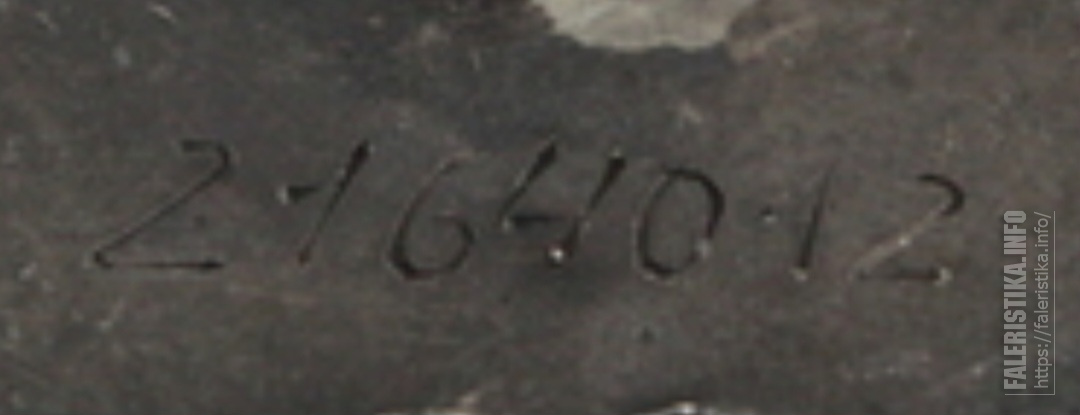 2164012
FALERISTIKA.INFO
https://faleristika.info/